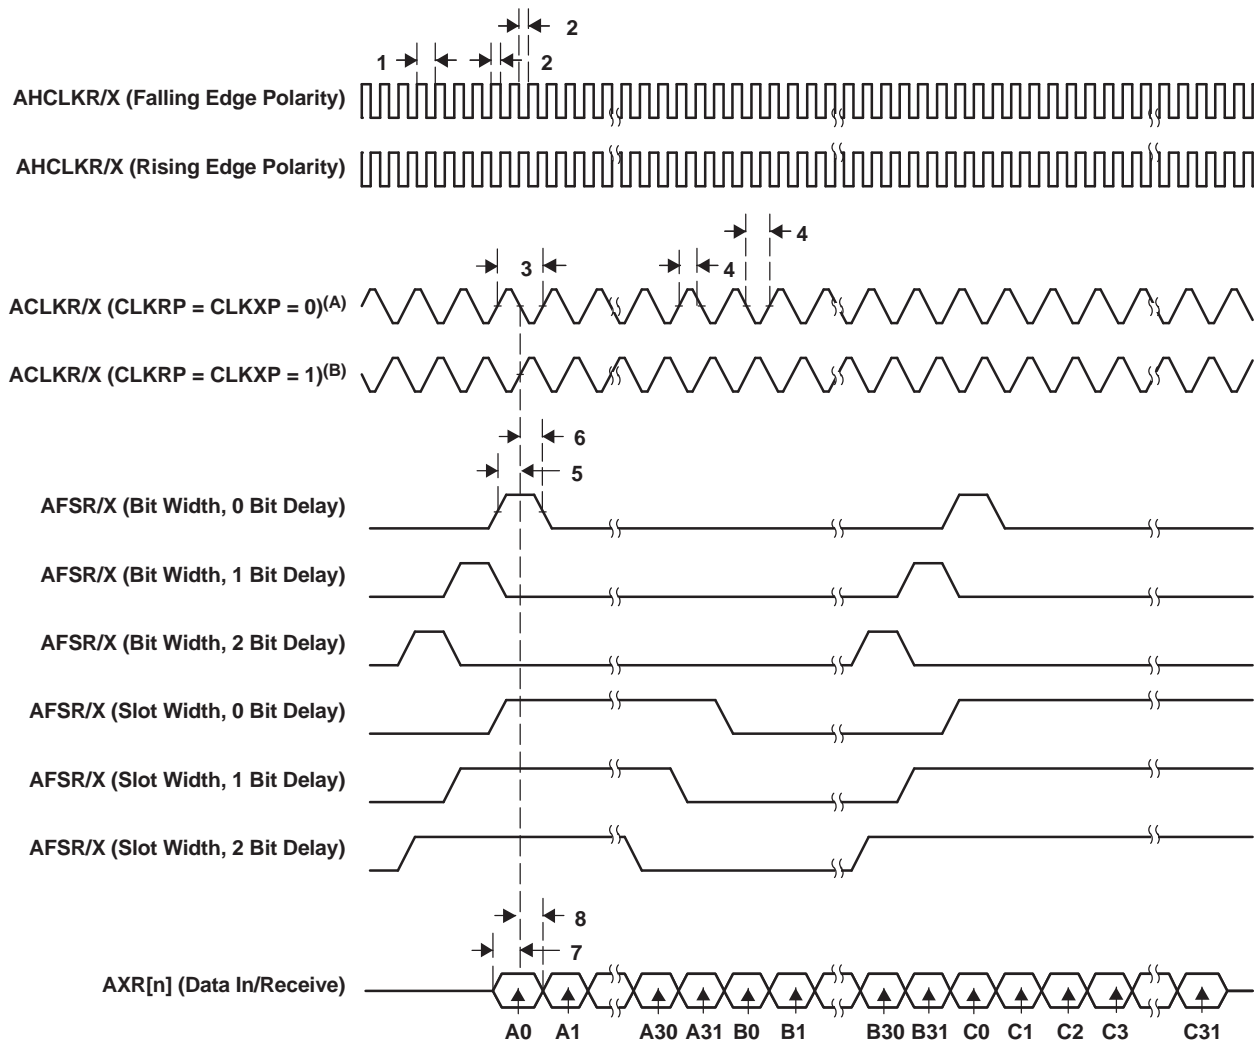 2
1
2
AHCLKR/X (Falling Edge Polarity)
AHCLKR/X (Rising Edge Polarity)
4
3
4
ACLKR/X (CLKRP = CLKXP = 0)(A)
ACLKR/X (CLKRP = CLKXP = 1)(B)
6
5
AFSR/X (Bit Width, 0 Bit Delay)
AFSR/X (Bit Width, 1 Bit Delay)
AFSR/X (Bit Width, 2 Bit Delay)
AFSR/X (Slot Width, 0 Bit Delay)
AFSR/X (Slot Width, 1 Bit Delay)
AFSR/X (Slot Width, 2 Bit Delay)
8
7
AXR[n] (Data In/Receive)
A0 A1 A30 A31 B0 B1 B30 B31 C0 C1 C2 C3 C31